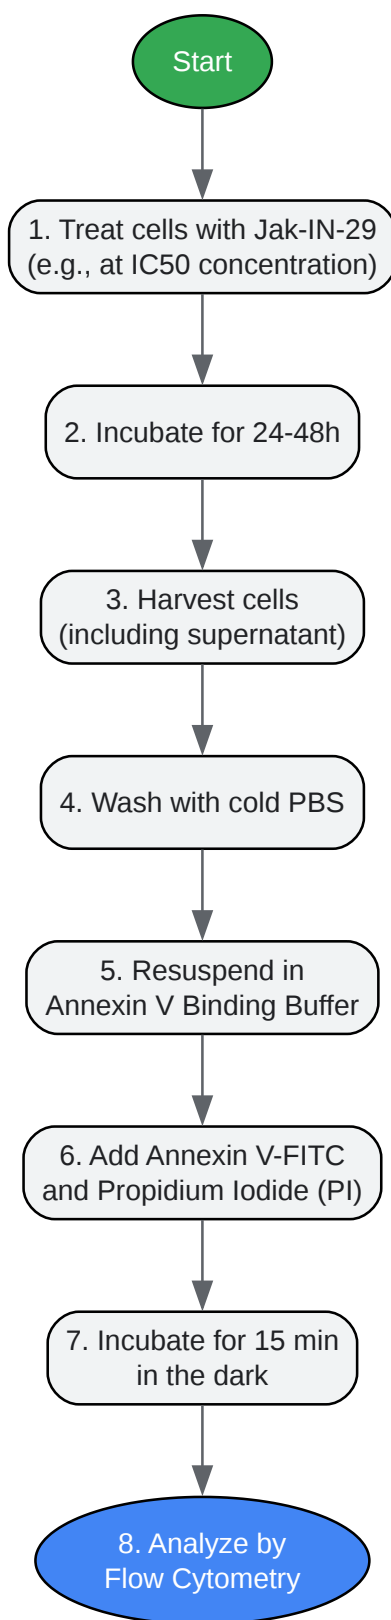 Start
1. Treat cells with Jak-IN-29
(e.g., at IC50 concentration)
2. Incubate for 24-48h
3. Harvest cells
(including supernatant)
4. Wash with cold PBS
5. Resuspend in
Annexin V Binding Buffer
6. Add Annexin V-FITC
and Propidium Iodide (PI)
7. Incubate for 15 min
in the dark
8. Analyze by
Flow Cytometry